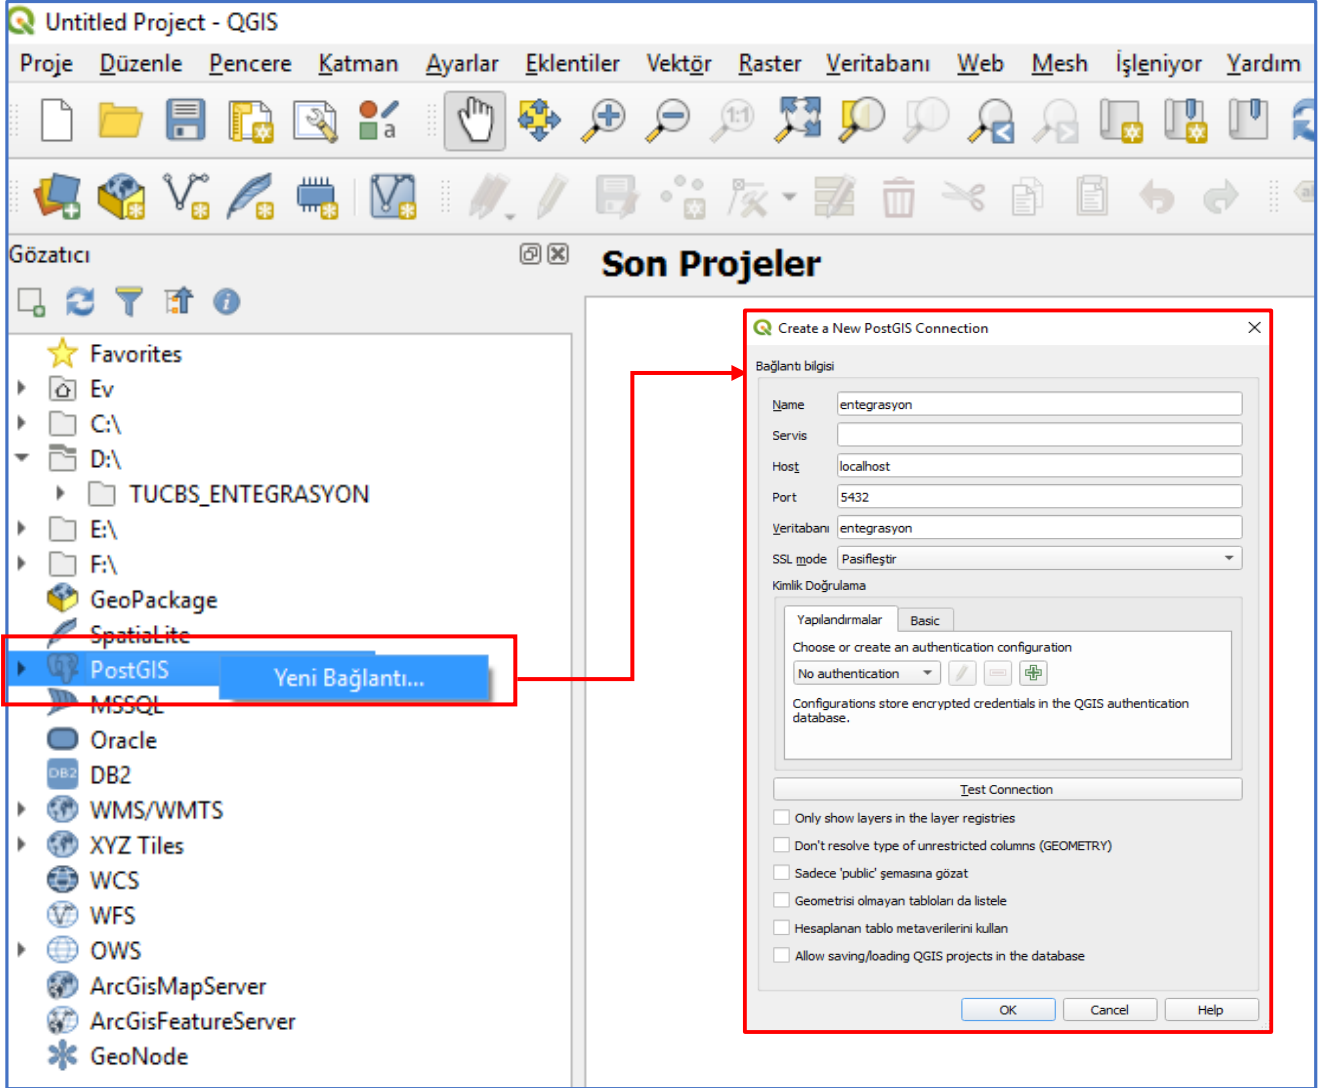 Untitled Project - QGIS
Proje Düzenle Pencere Katman Ayarlar Eklentiler Vektör Raster Veritabanı Web Mesh İşleniyor Yardım
1:1
a
Gözatıcı
Son Projeler
Favorites
Ev
C:\
D:\
TUCBS_ENTEGRASYON
E:\
F:\
GeoPackage
SpatiaLite
PostGIS
Yeni Bağlantı...
MSSQL
Oracle
DB2 DB2
WMS/WMTS
XYZ Tiles
WCS
WFS
OWS
ArcGisMapServer
ArcGisFeatureServer
GeoNode
Create a New PostGIS Connection
Bağlantı bilgisi
Name entegrasyon
Servis
Host localhost
Port 5432
Veritabanı entegrasyon
SSL mode Pasifleştir
Kimlik Doğrulama
Yapılandırmalar Basic
Choose or create an authentication configuration
No authentication
Configurations store encrypted credentials in the QGIS authentication
database.
Test Connection
Only show layers in the layer registries
Don't resolve type of unrestricted columns (GEOMETRY)
Sadece 'public' şemasına gözat
Geometrisi olmayan tabloları da listele
Hesaplanan tablo metaverilerini kullan
Allow saving/loading QGIS projects in the database
OK Cancel Help